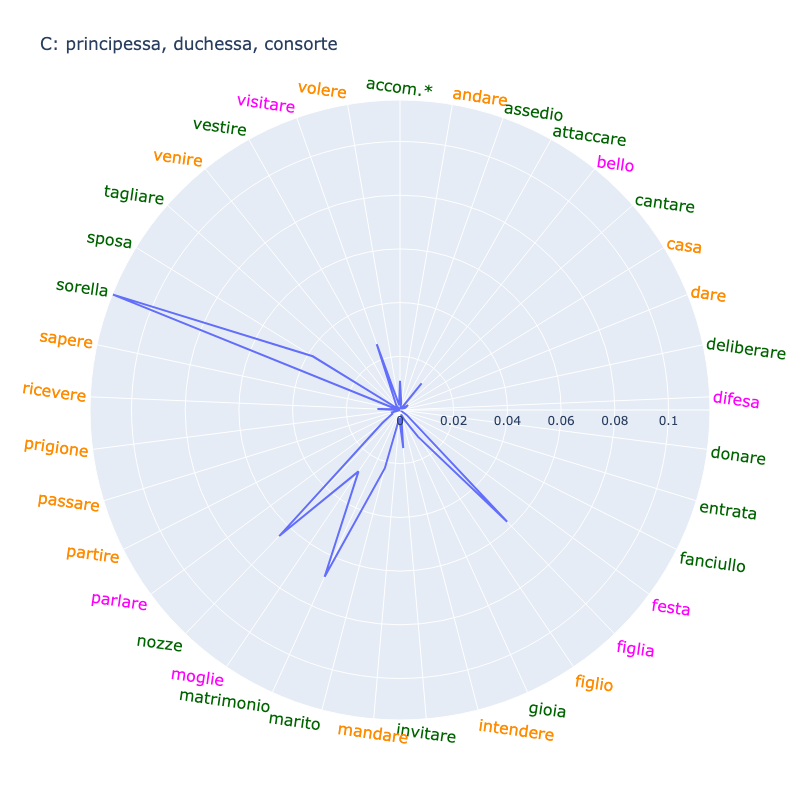 C: principessa, duchessa, consorte
accom.*
andare
assedio
attaccare
bello
cantare
casa
dare
deliberare
difesa
donare
entrata
fanciullo
festa
figlia
figlio
gioia
intendere
invitare
mandare
marito
matrimonio
moglie
nozze
parlare
partire
passare
prigione
ricevere
sapere
sorella
sposa
tagliare
venire
vestire
visitare
volere
0 0.02 0.04 0.06 0.08 0.1